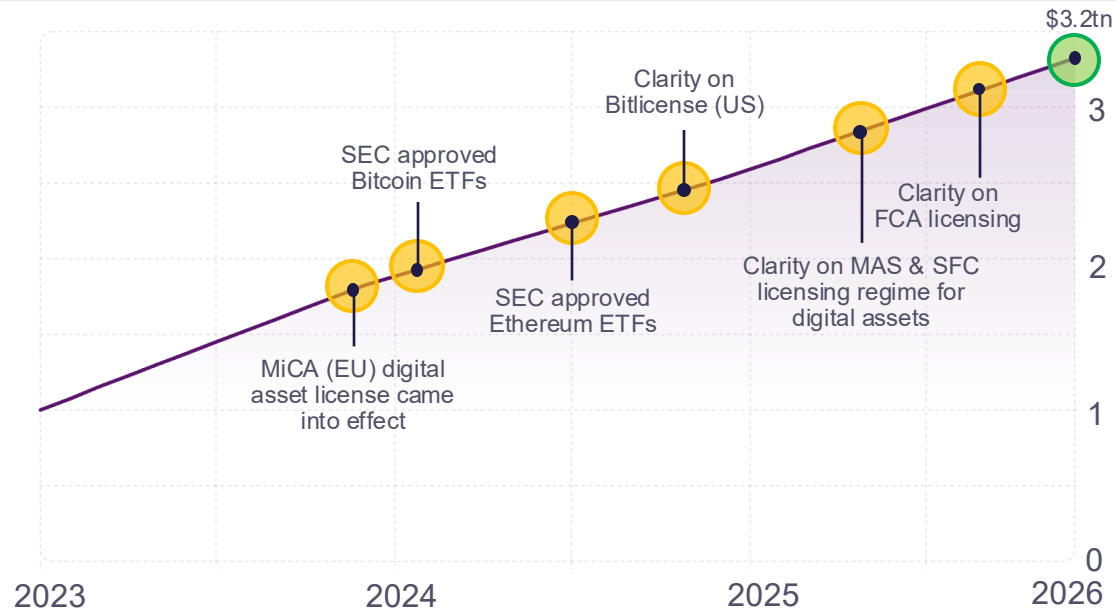 $3.2tn
Clarity on
Bitlicense (US)
3
SEC approved
Bitcoin ETFs
Clarity on
FCA licensing
Clarity on MAS & SFC
licensing regime for
digital assets
2
SEC approved
Ethereum ETFs
MiCA (EU) digital
asset license came
into effect
1
0
2023
2024
2025
2026